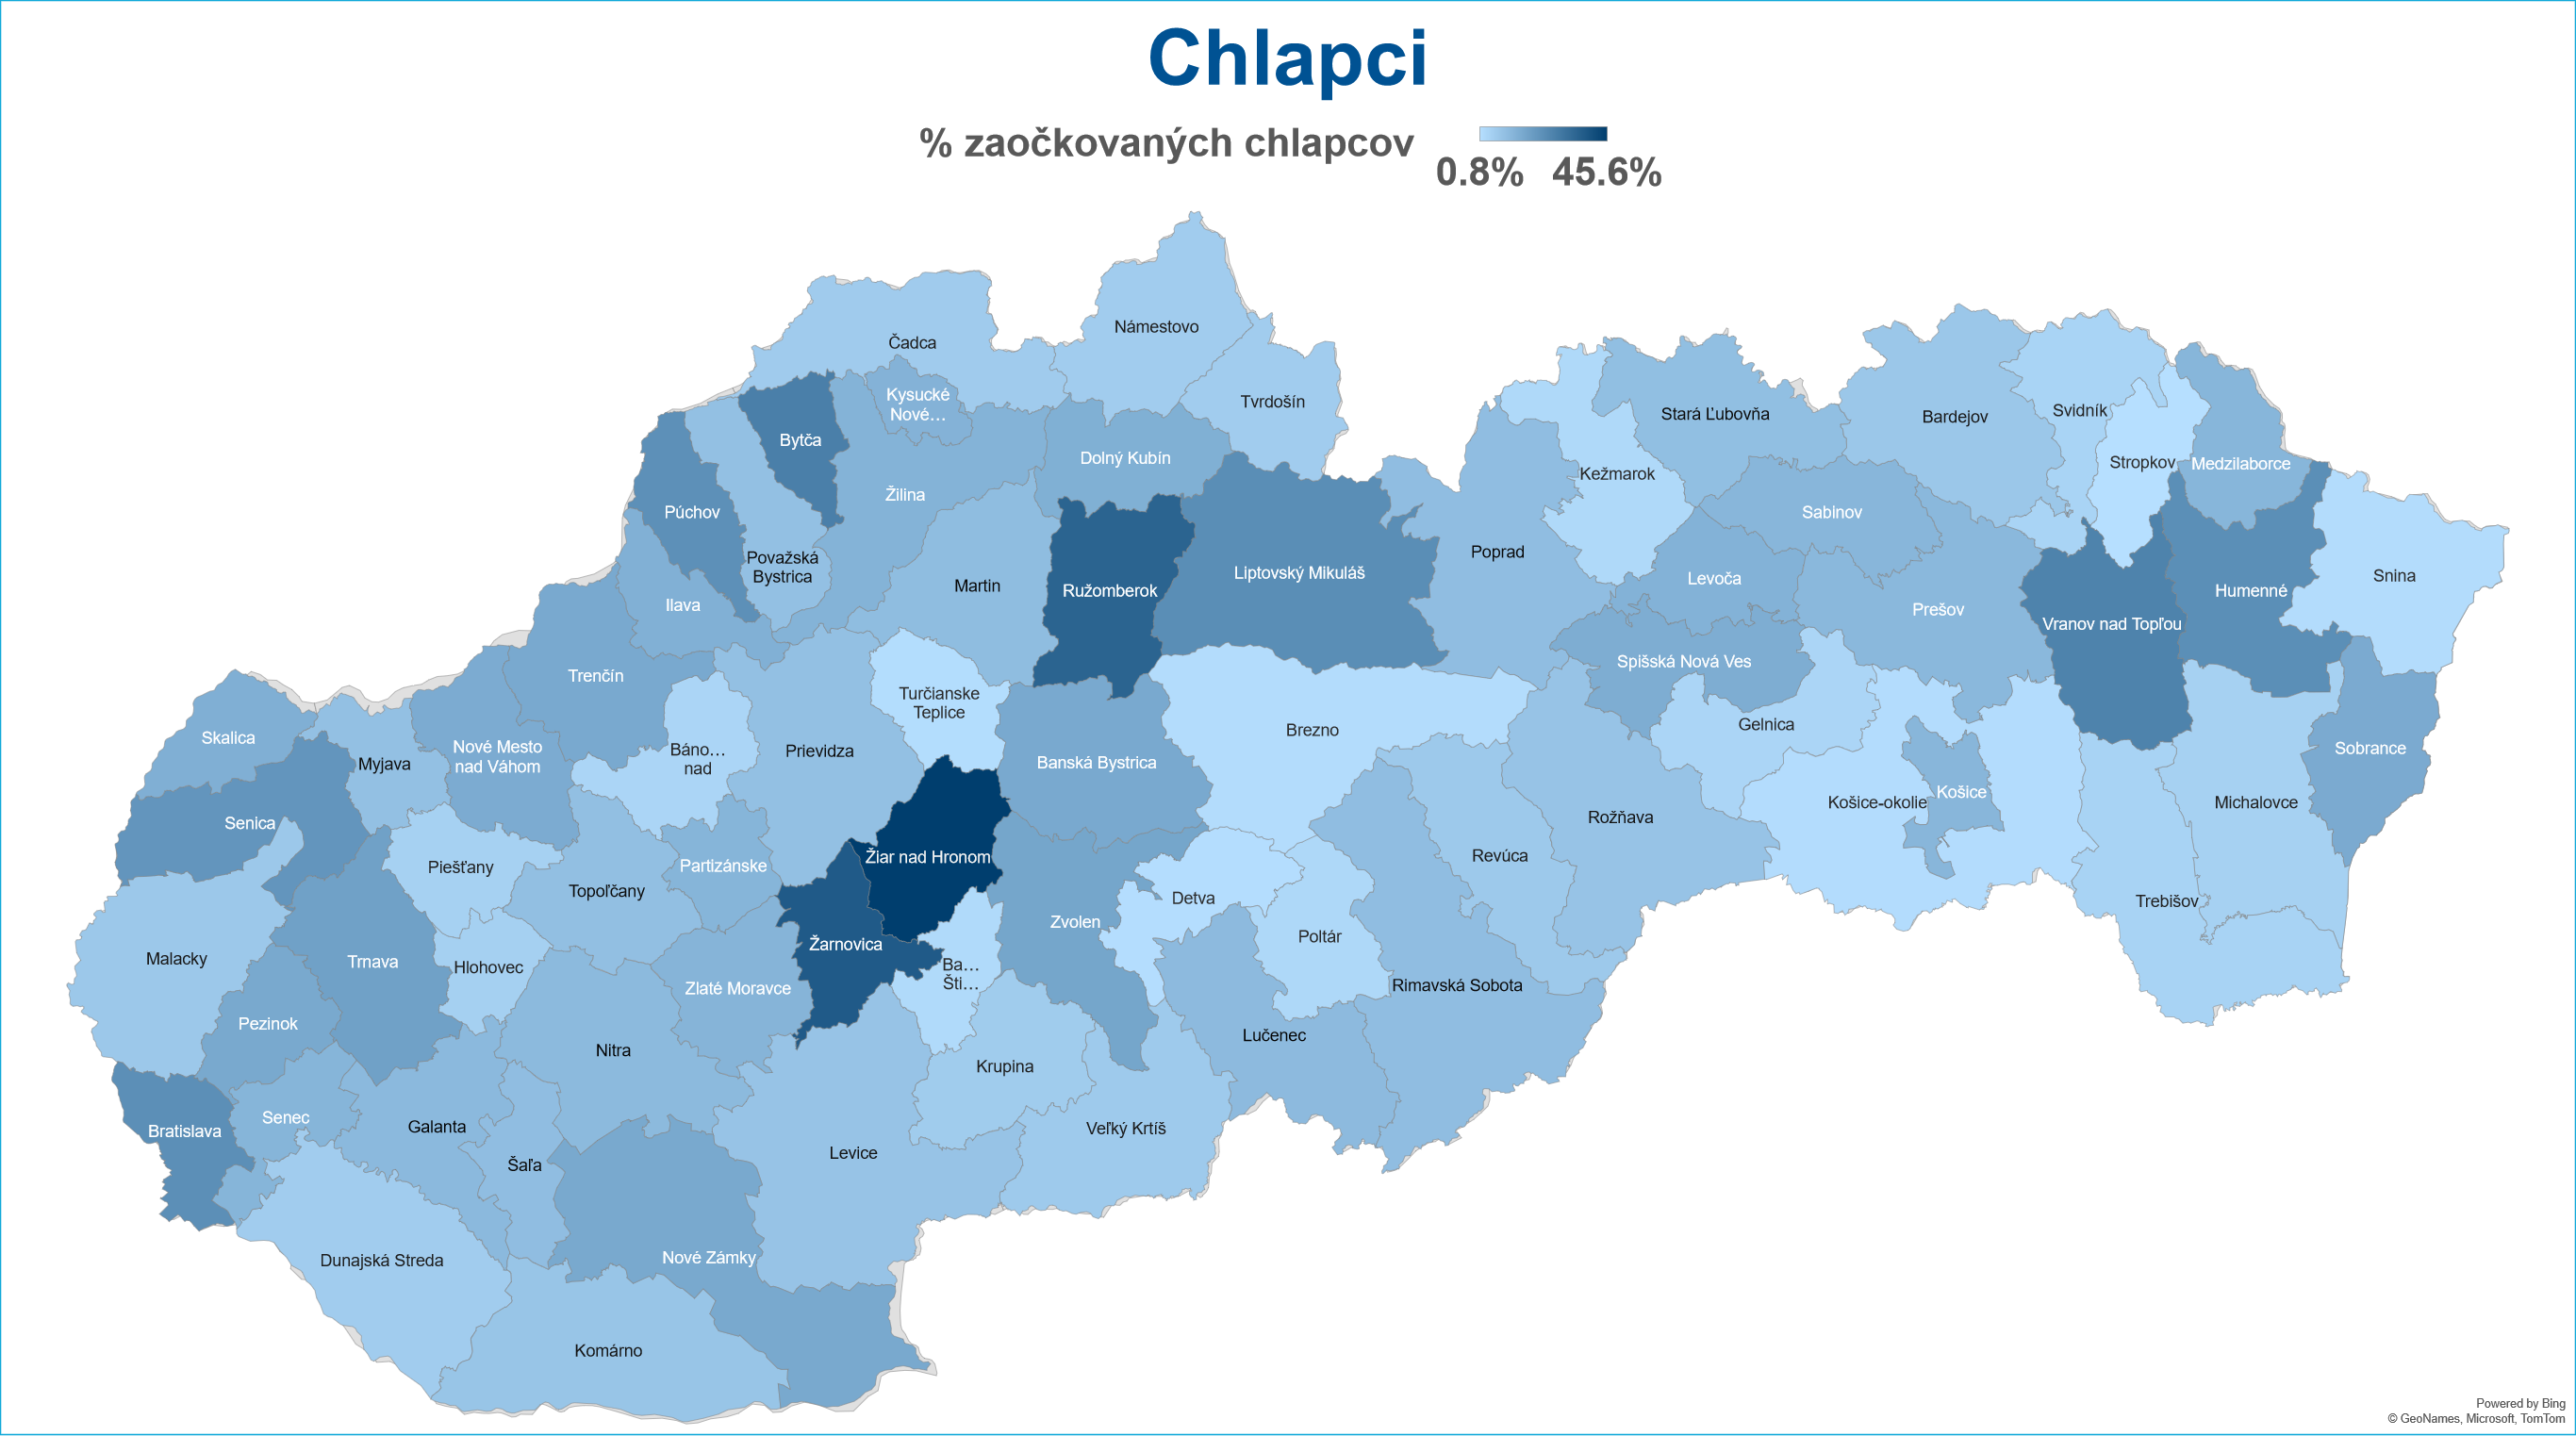 Chlapci
% zaočkovaných chlapcov
0.8% 45.6%
Námestovo
Čadca
Tvrdošín
Kysucké
Nové…
Stará Ľubovňa
Svidník
Bardejov
Bytča
Dolný Kubín
Stropkov
Medzilaborce
Kežmarok
Žilina
Púchov
Sabinov
Poprad
Považská
Bystrica
Liptovský Mikuláš
Snina
Levoča
Martin
Ružomberok
Humenné
Ilava
Prešov
Vranov nad Topľou
Spišská Nová Ves
Trenčín
Turčianske
Teplice
Gelnica
Brezno
Skalica
Nové Mesto
nad Váhom
Báno…
nad
Prievidza
Sobrance
Myjava
Banská Bystrica
Košice
Košice-okolie
Michalovce
Rožňava
Senica
Revúca
Žiar nad Hronom
Partizánske
Piešťany
Topoľčany
Detva
Trebišov
Zvolen
Poltár
Žarnovica
Malacky
Trnava
Hlohovec
Ba…
Šti…
Rimavská Sobota
Zlaté Moravce
Pezinok
Lučenec
Nitra
Krupina
Senec
Galanta
Veľký Krtíš
Bratislava
Levice
Šaľa
Nové Zámky
Dunajská Streda
Komárno
Powered by Bing
© GeoNames, Microsoft, TomTom